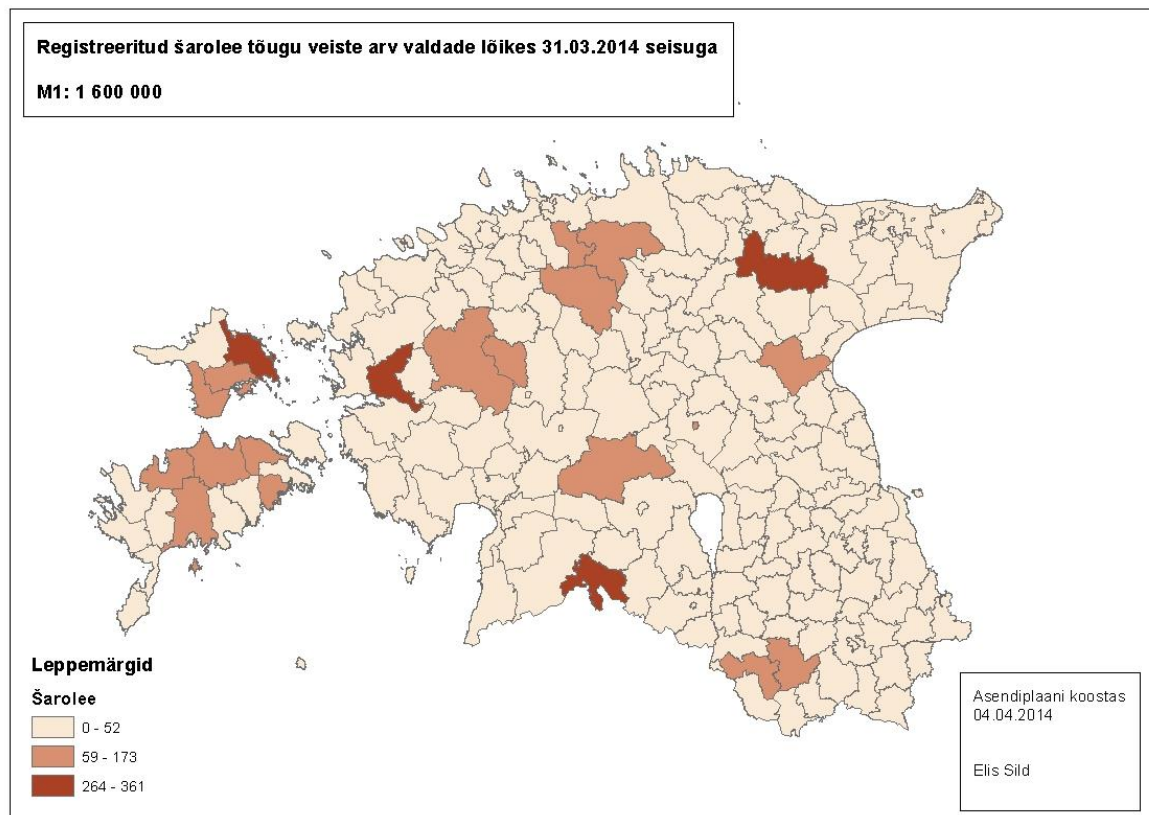 Registreeritud šarolee tõugu veiste arv valdade lõikes 31.03.2014 seisuga
M1: 1 600 000
Leppemärgid
Šarolee
0 - 52
59 - 173
264 - 361
Asendiplaani koostas
04.04.2014
Elis Sild